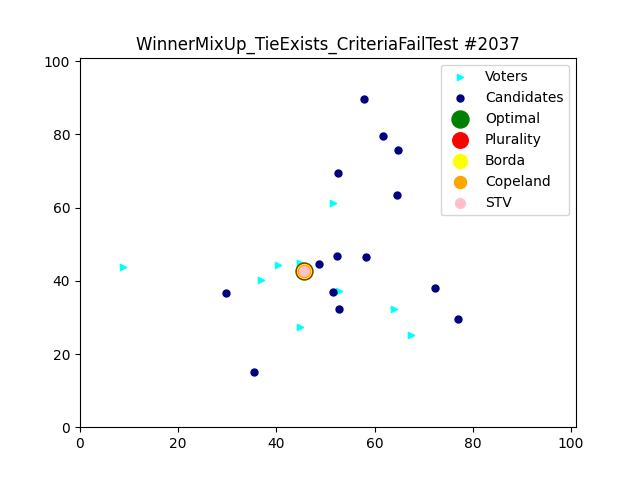 WinnerMixUp_TieExists_CriteriaFailTest #2037
100
80
60
40
20
0
0
20
40
60
80
100
Voters
Candidates
Optimal
Plurality
Borda
Copeland
STV